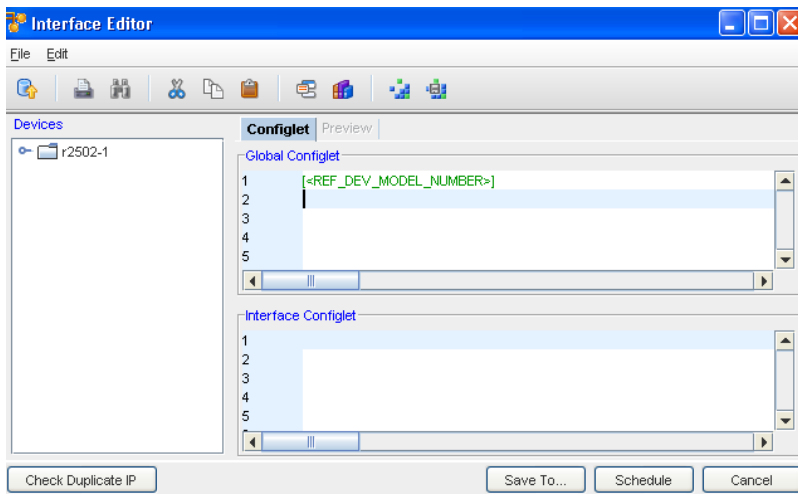 Interface Editor
File Edit
Devices
r2502-1
Configlet Preview
Global Configlet
1 [<REF_DEV_MODEL_NUMBER>]
2
3
4
5
Interface Configlet
1
2
3
4
5
Check Duplicate IP Save To... Schedule Cancel